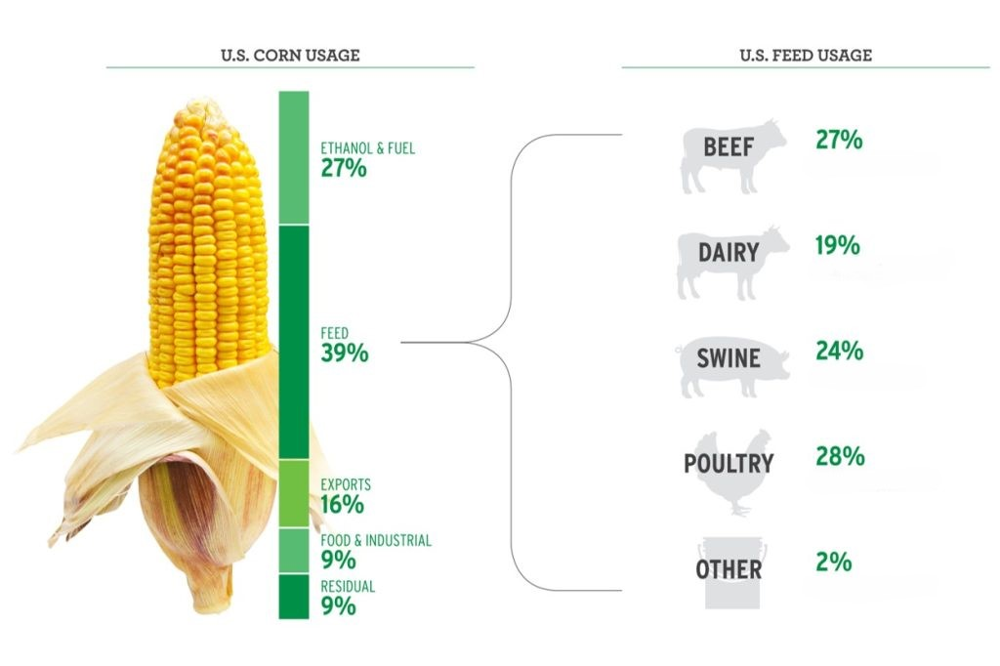 U.S. CORN USAGE
ETHANOL & FUEL
27%
FEED
39%
EXPORTS
16%
FOOD & INDUSTRIAL
9%
RESIDUAL
9%
U.S. FEED USAGE
BEEF 27%
DAIRY 19%
SWINE 24%
POULTRY 28%
OTHER 2%